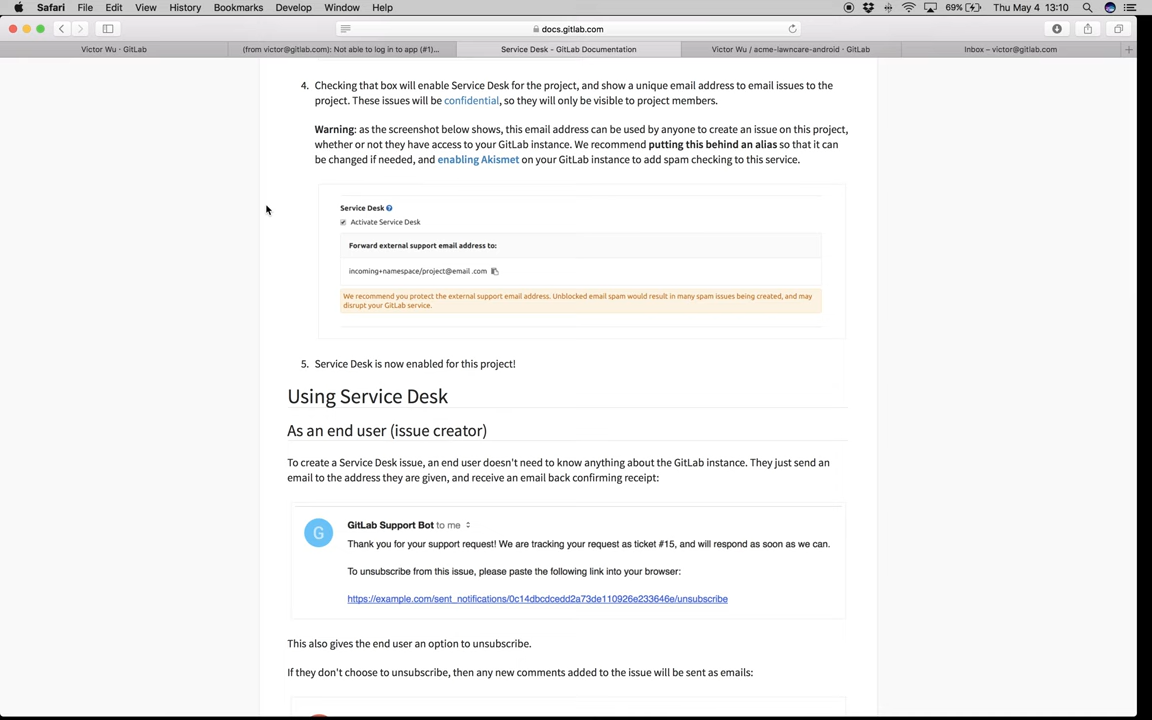 Safari File Edit View History Bookmarks Develop Window Help 69% Thu May 4 13:10
docs.gitlab.com
Victor Wu · GitLab
(from victor@gitlab.com): Not able to log in to app (#1)...
Service Desk - GitLab Documentation
Victor Wu / acme-lawncare-android · GitLab
Inbox – victor@gitlab.com
4. Checking that box will enable Service Desk for the project, and show a unique email address to email issues to the
project. These issues will be confidential, so they will only be visible to project members.
Warning: as the screenshot below shows, this email address can be used by anyone to create an issue on this project,
whether or not they have access to your GitLab instance. We recommend putting this behind an alias so that it can
be changed if needed, and enabling Akismet on your GitLab instance to add spam checking to this service.
Service Desk
Activate Service Desk
Forward external support email address to:
incoming+namespace/project@email .com
We recommend you protect the external support email address. Unblocked email spam would result in many spam issues being created, and may
disrupt your GitLab service.
5. Service Desk is now enabled for this project!
Using Service Desk
As an end user (issue creator)
To create a Service Desk issue, an end user doesn't need to know anything about the GitLab instance. They just send an
email to the address they are given, and receive an email back confirming receipt:
G
GitLab Support Bot to me
Thank you for your support request! We are tracking your request as ticket #15, and will respond as soon as we can.
To unsubscribe from this issue, please paste the following link into your browser:
https://example.com/sent_notifications/0c14dbcdcedd2a73de110926e233646e/unsubscribe
This also gives the end user an option to unsubscribe.
If they don't choose to unsubscribe, then any new comments added to the issue will be sent as emails: